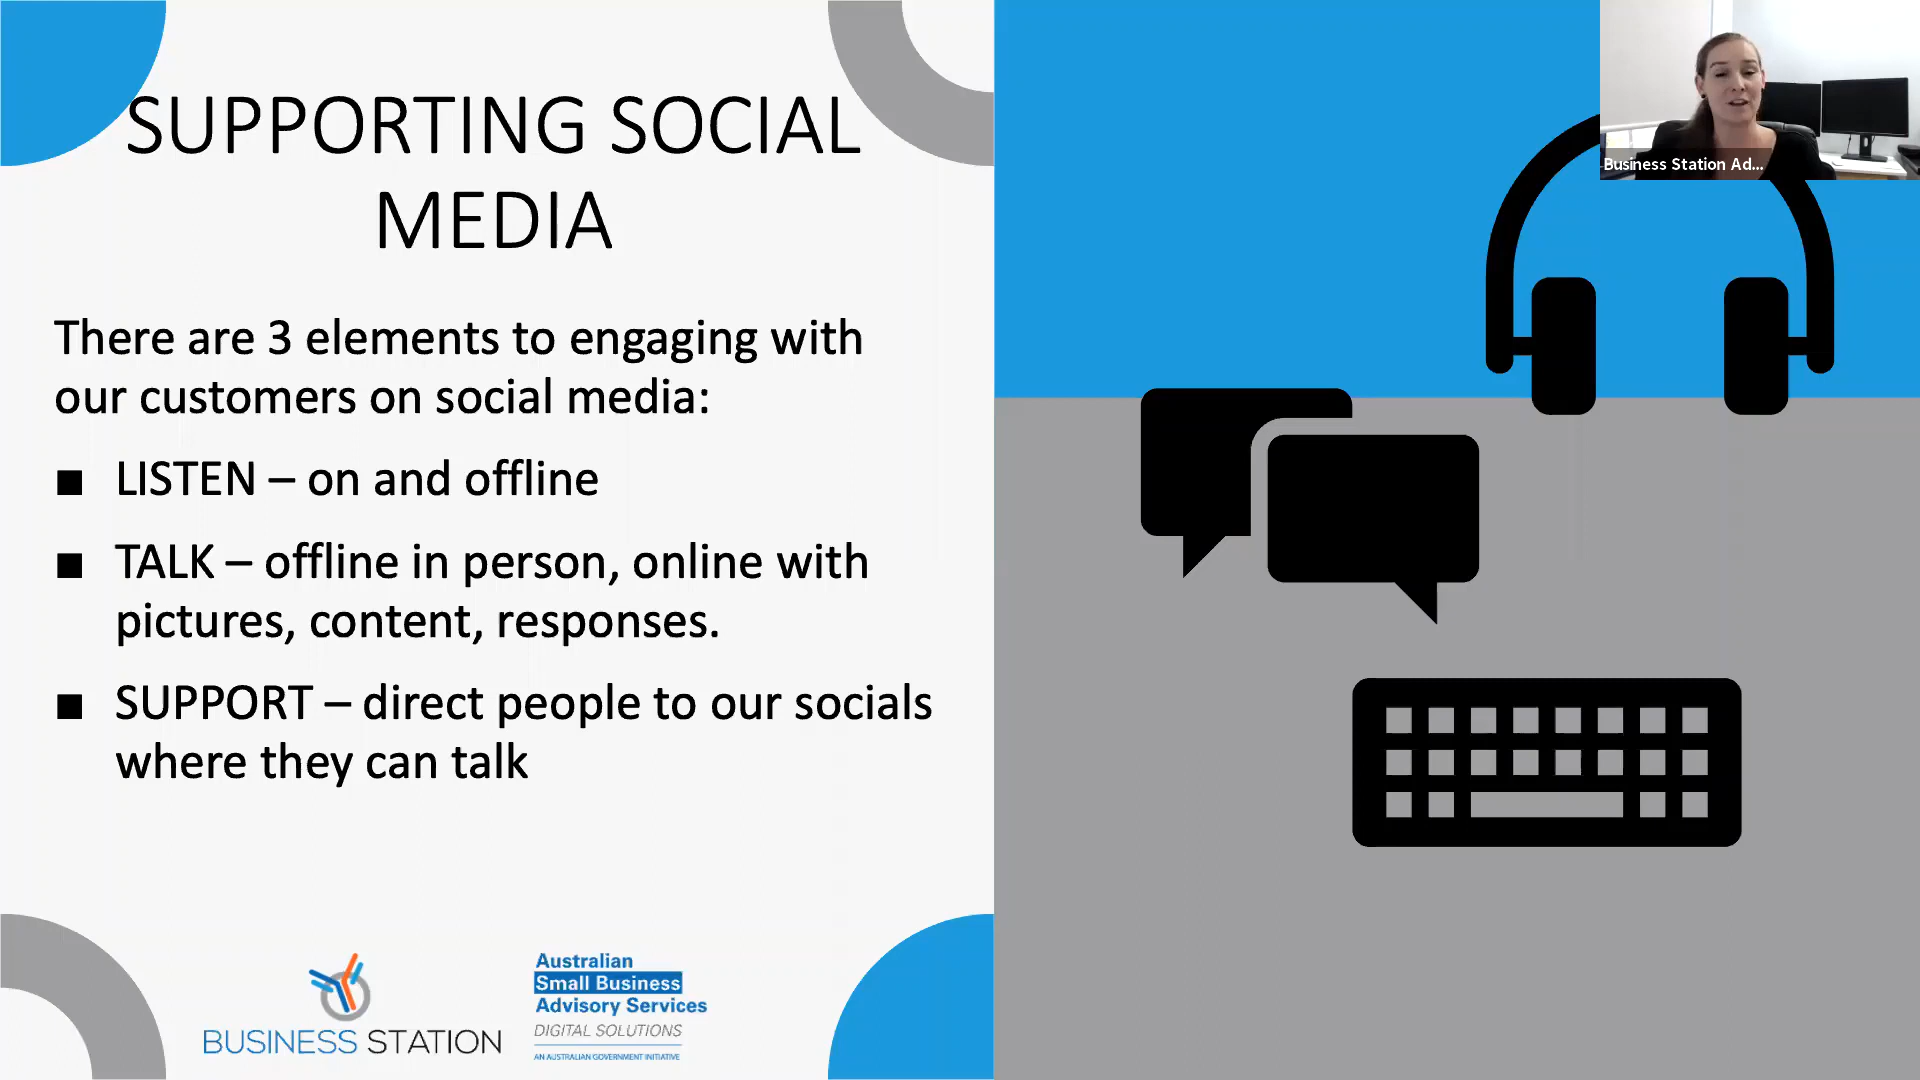 SUPPORTING SOCIAL
MEDIA
There are 3 elements to engaging with
our customers on social media:
■ LISTEN – on and offline
■ TALK – offline in person, online with
pictures, content, responses.
■ SUPPORT – direct people to our socials
where they can talk
BUSINESS STATION
Australian
Small Business
Advisory Services
DIGITAL SOLUTIONS
AN AUSTRALIAN GOVERNMENT INITIATIVE
Business Station Ad...